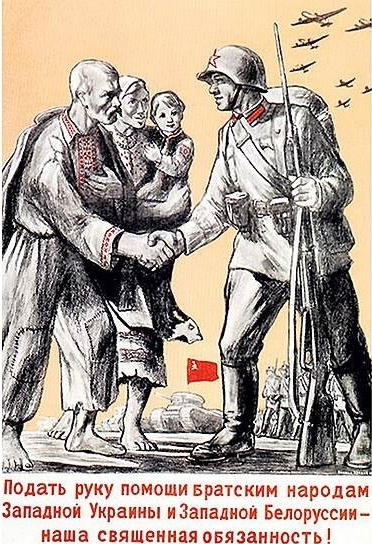 Подать руку помощи братским народам
Западной Украины и Западной Белоруссии—
наша священная обязанность!